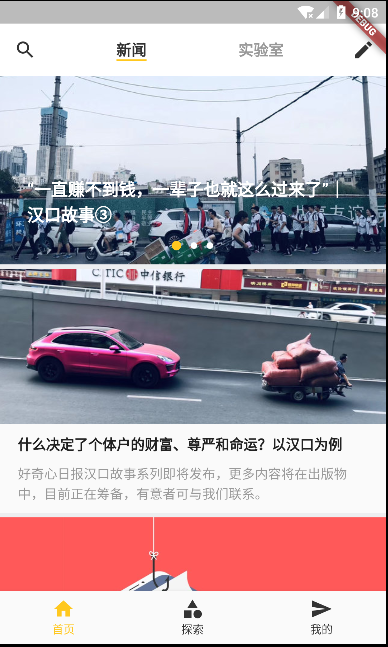 9:08
DEBUG
新闻
实验室
“一直赚不到钱，一辈子也就这么过来了”｜
汉口故事③
中信银行
什么决定了个体户的财富、尊严和命运？以汉口为例
好奇心日报汉口故事系列即将发布，更多内容将在出版物
中，目前正在筹备，有意者可与我们联系。
首页
探索
我的